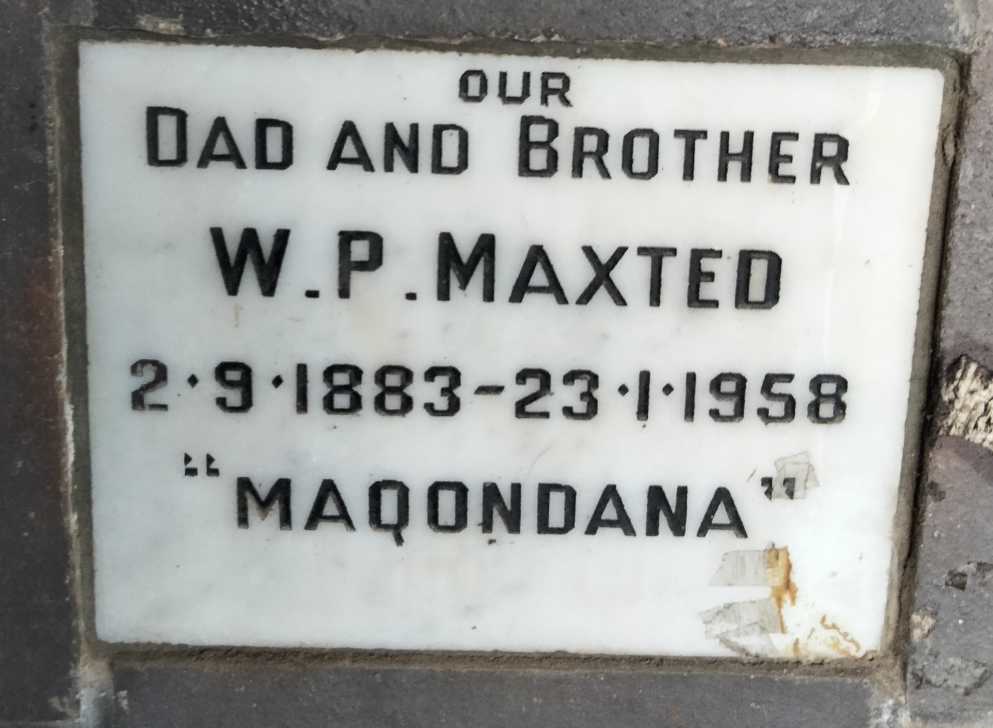 OUR
DAD AND BROTHER
W.P.MAXTED
2·9·1883-23·1·1958
"MAQONDANA"